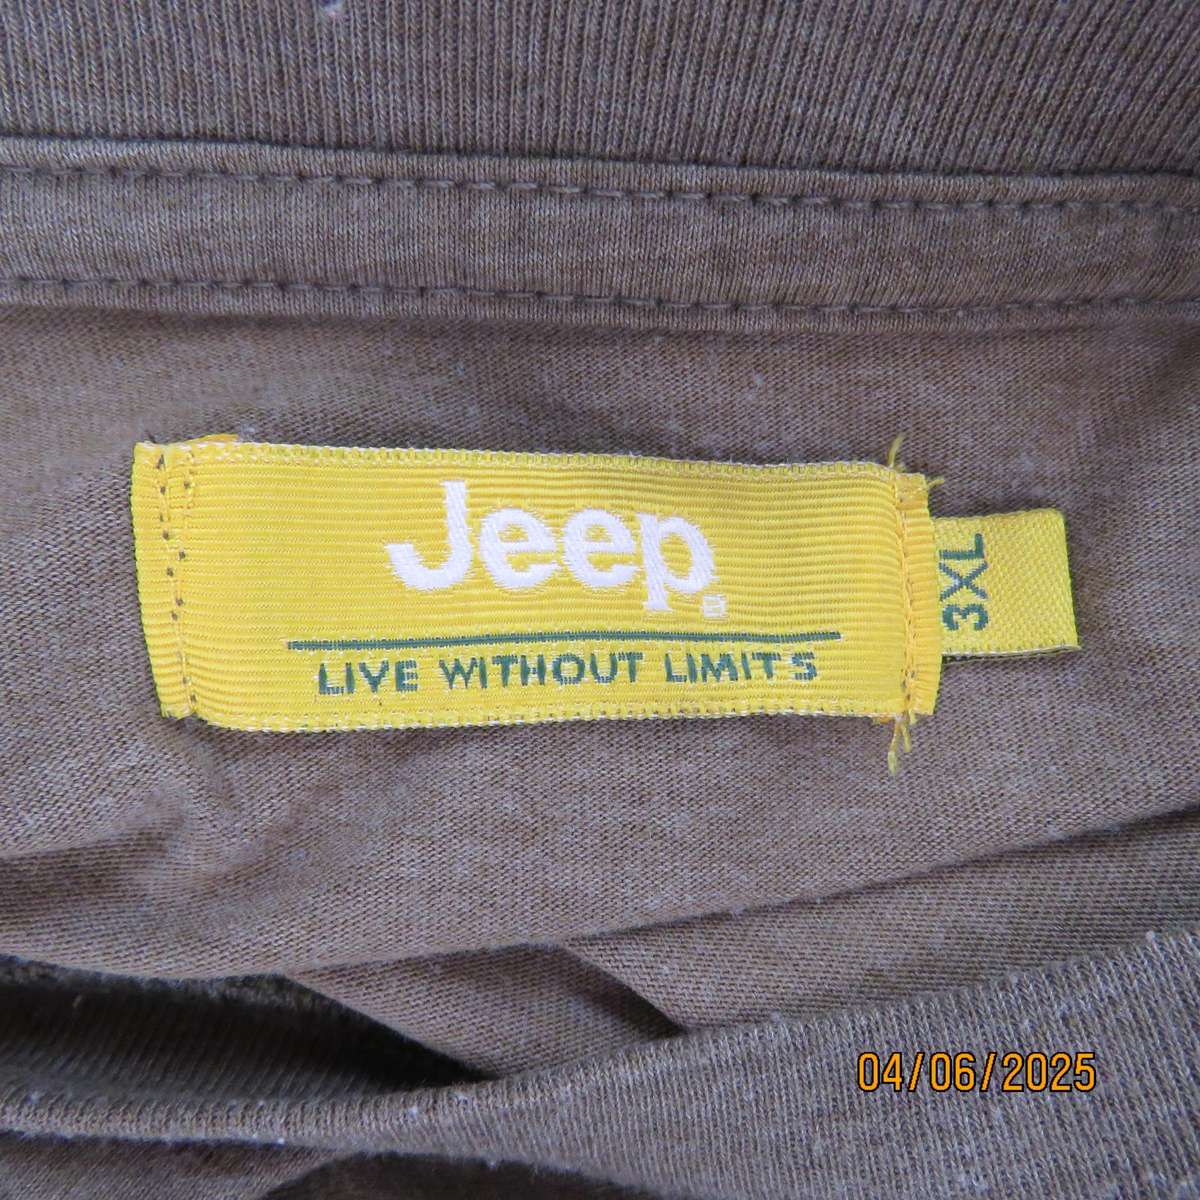 Jeep®
LIVE WITHOUT LIMITS
3XL
04/06/2025